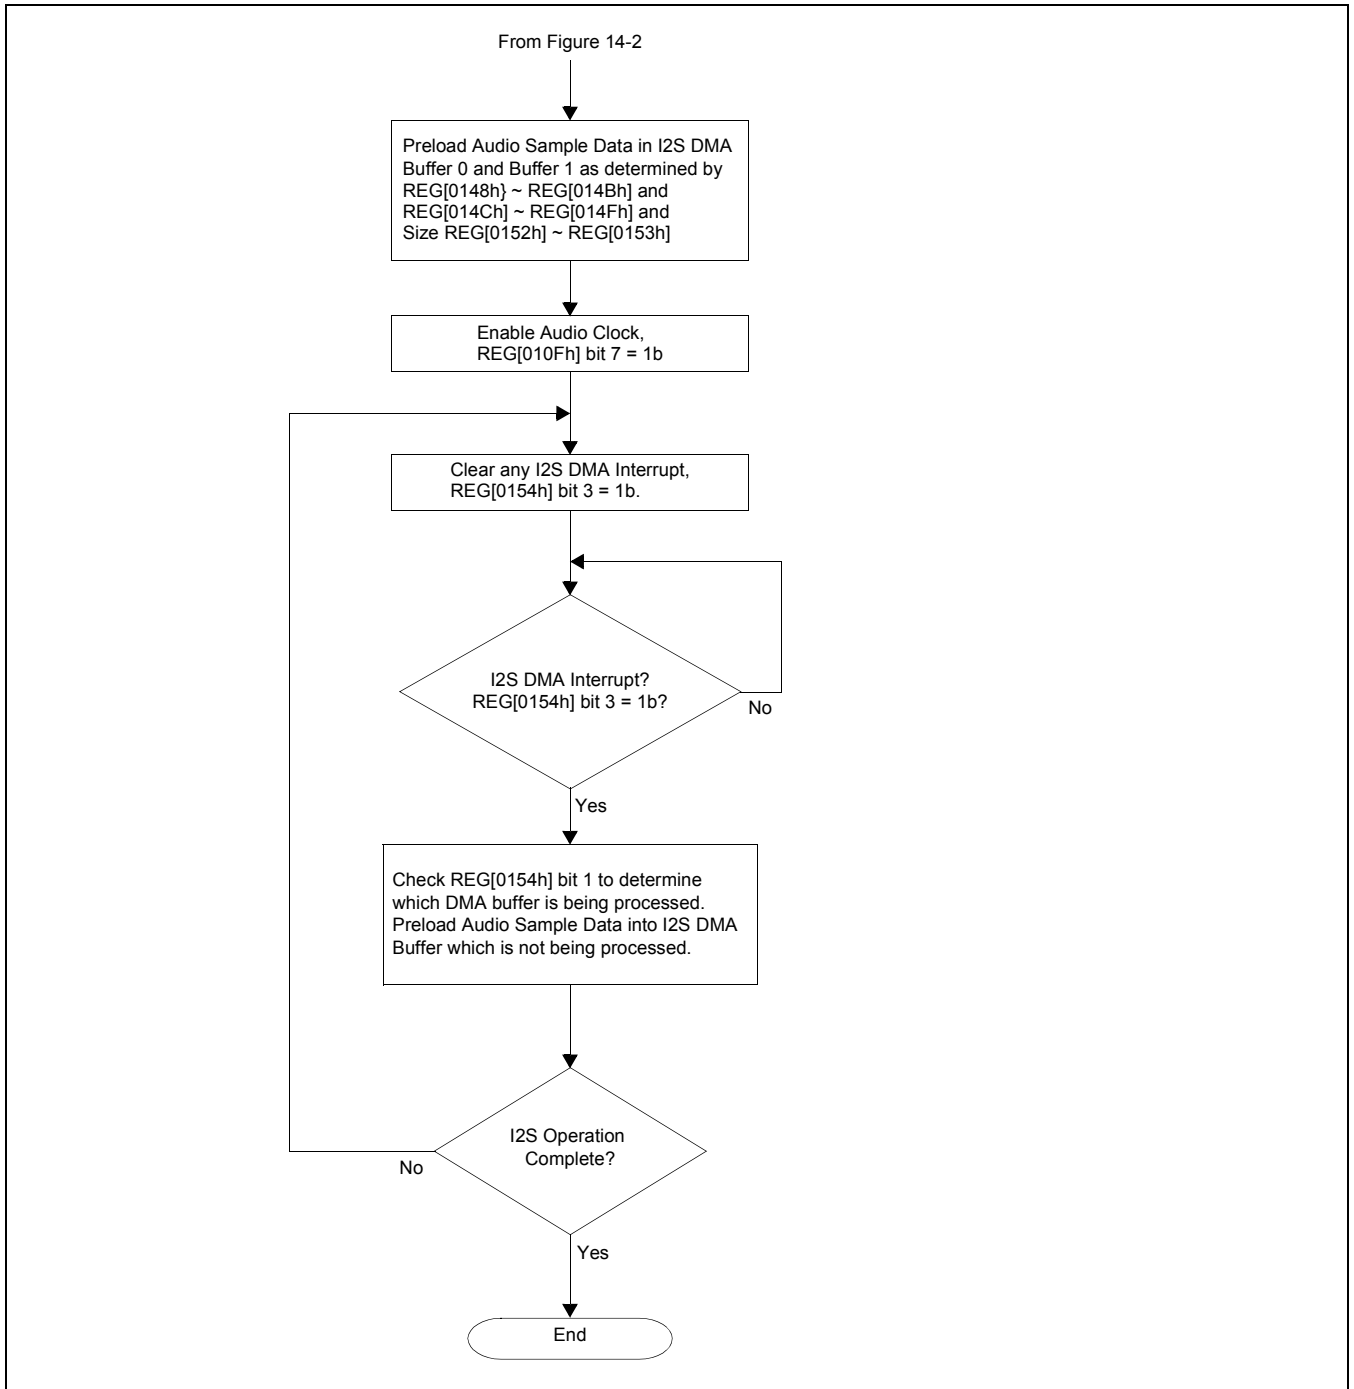 From Figure 14-2
Preload Audio Sample Data in I2S DMA
Buffer 0 and Buffer 1 as determined by
REG[0148h} ~ REG[014Bh] and
REG[014Ch] ~ REG[014Fh] and
Size REG[0152h] ~ REG[0153h]
Enable Audio Clock,
REG[010Fh] bit 7 = 1b
Clear any I2S DMA Interrupt,
REG[0154h] bit 3 = 1b.
I2S DMA Interrupt?
REG[0154h] bit 3 = 1b?
No
Yes
Check REG[0154h] bit 1 to determine
which DMA buffer is being processed.
Preload Audio Sample Data into I2S DMA
Buffer which is not being processed.
I2S Operation
Complete?
No
Yes
End